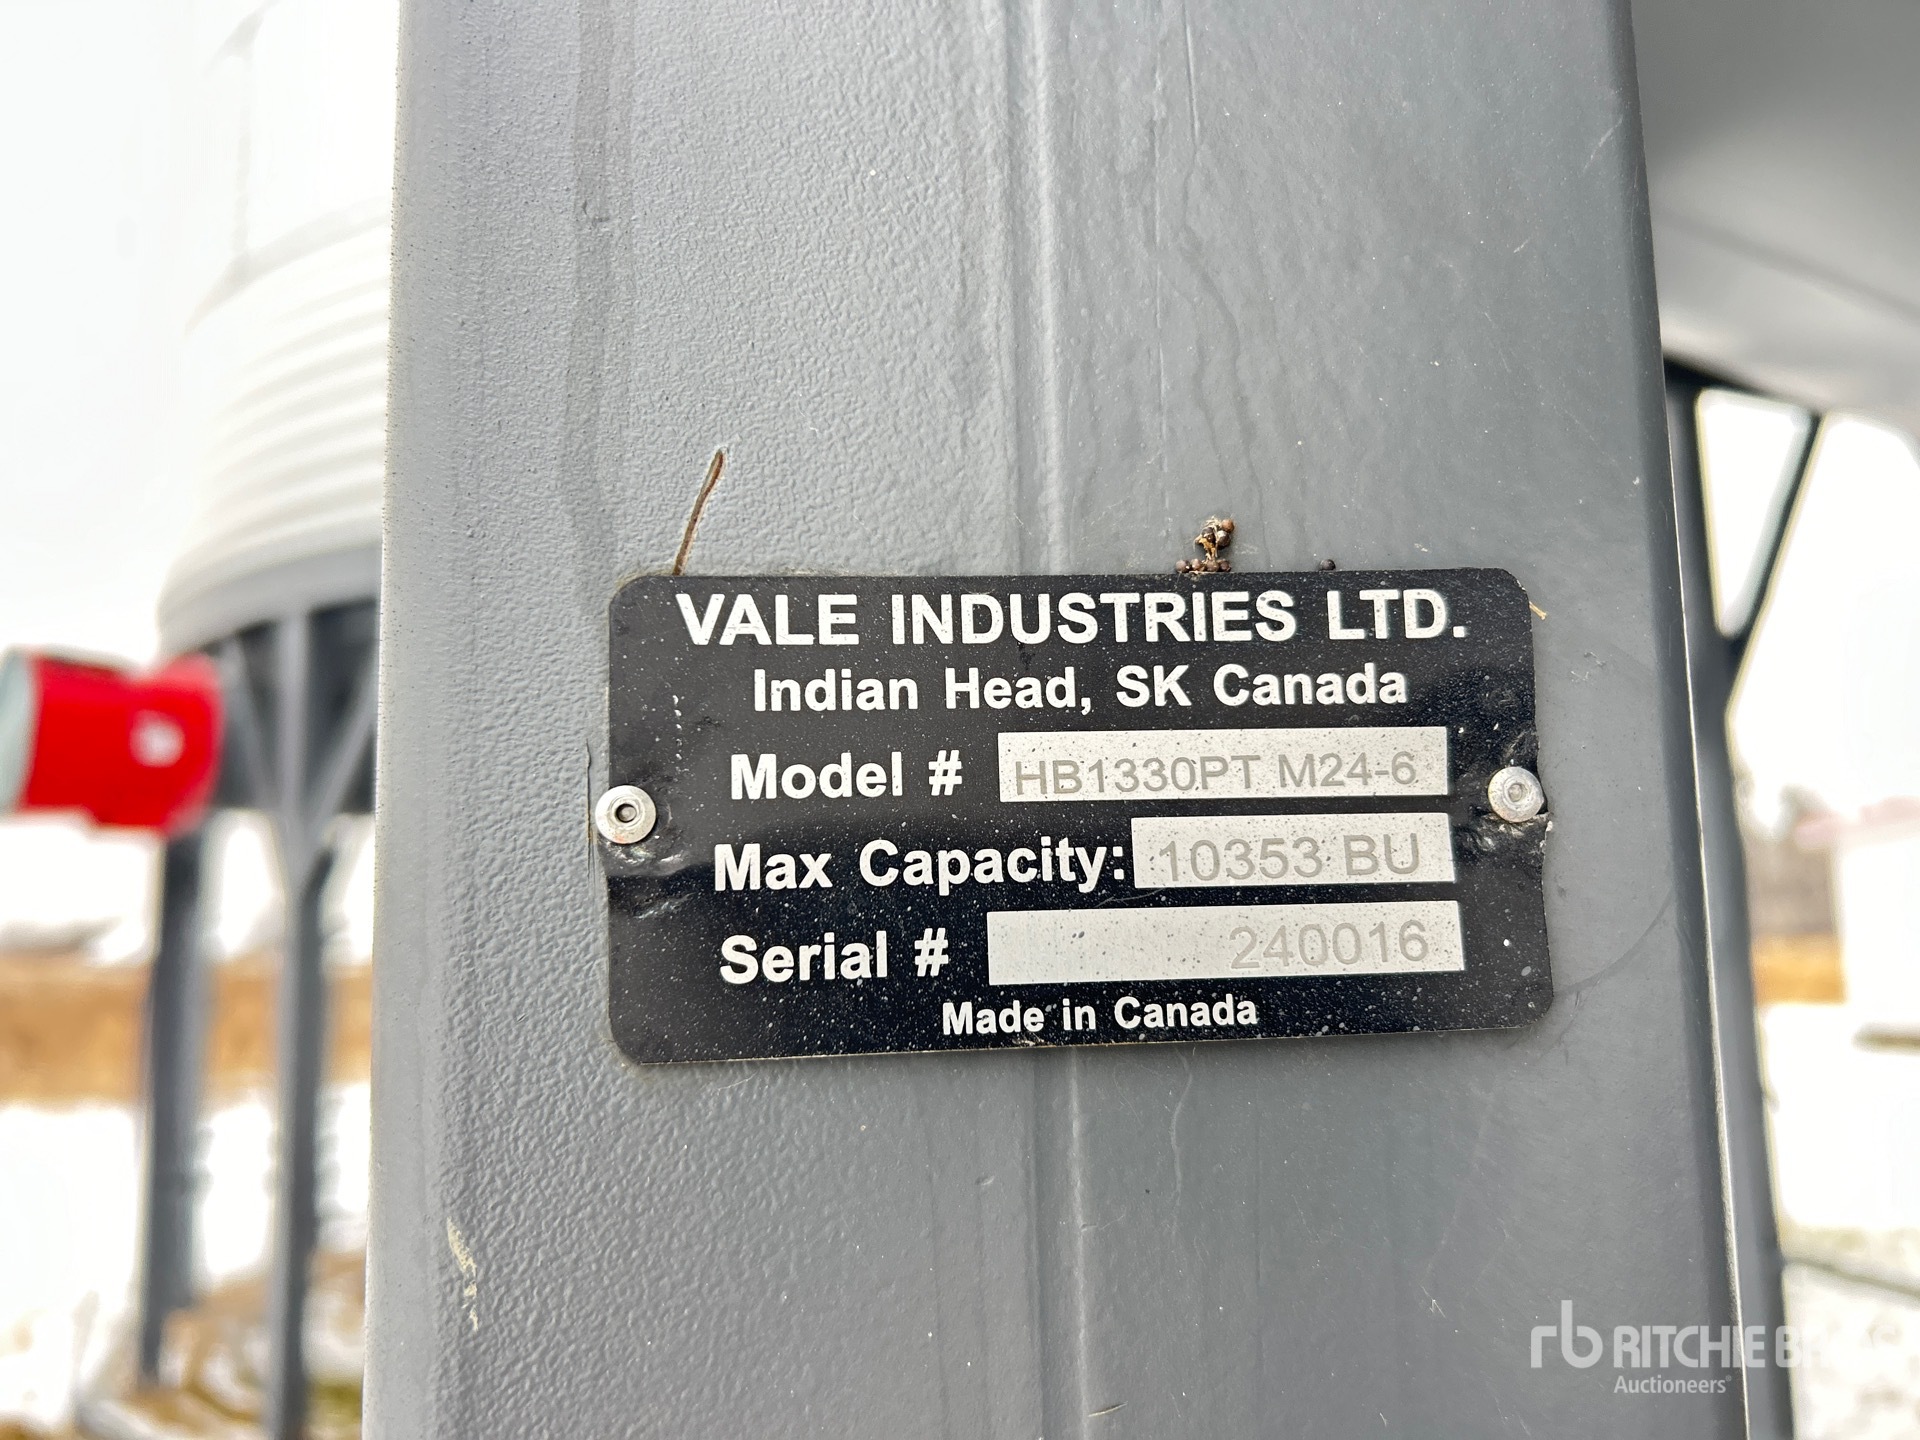 VALE INDUSTRIES LTD.
Indian Head, SK Canada
Model # HB1330PT M24-6
Max Capacity: 10353 BU
Serial # 240016
Made in Canada
rb RITCHIE BROS
Auctioneers